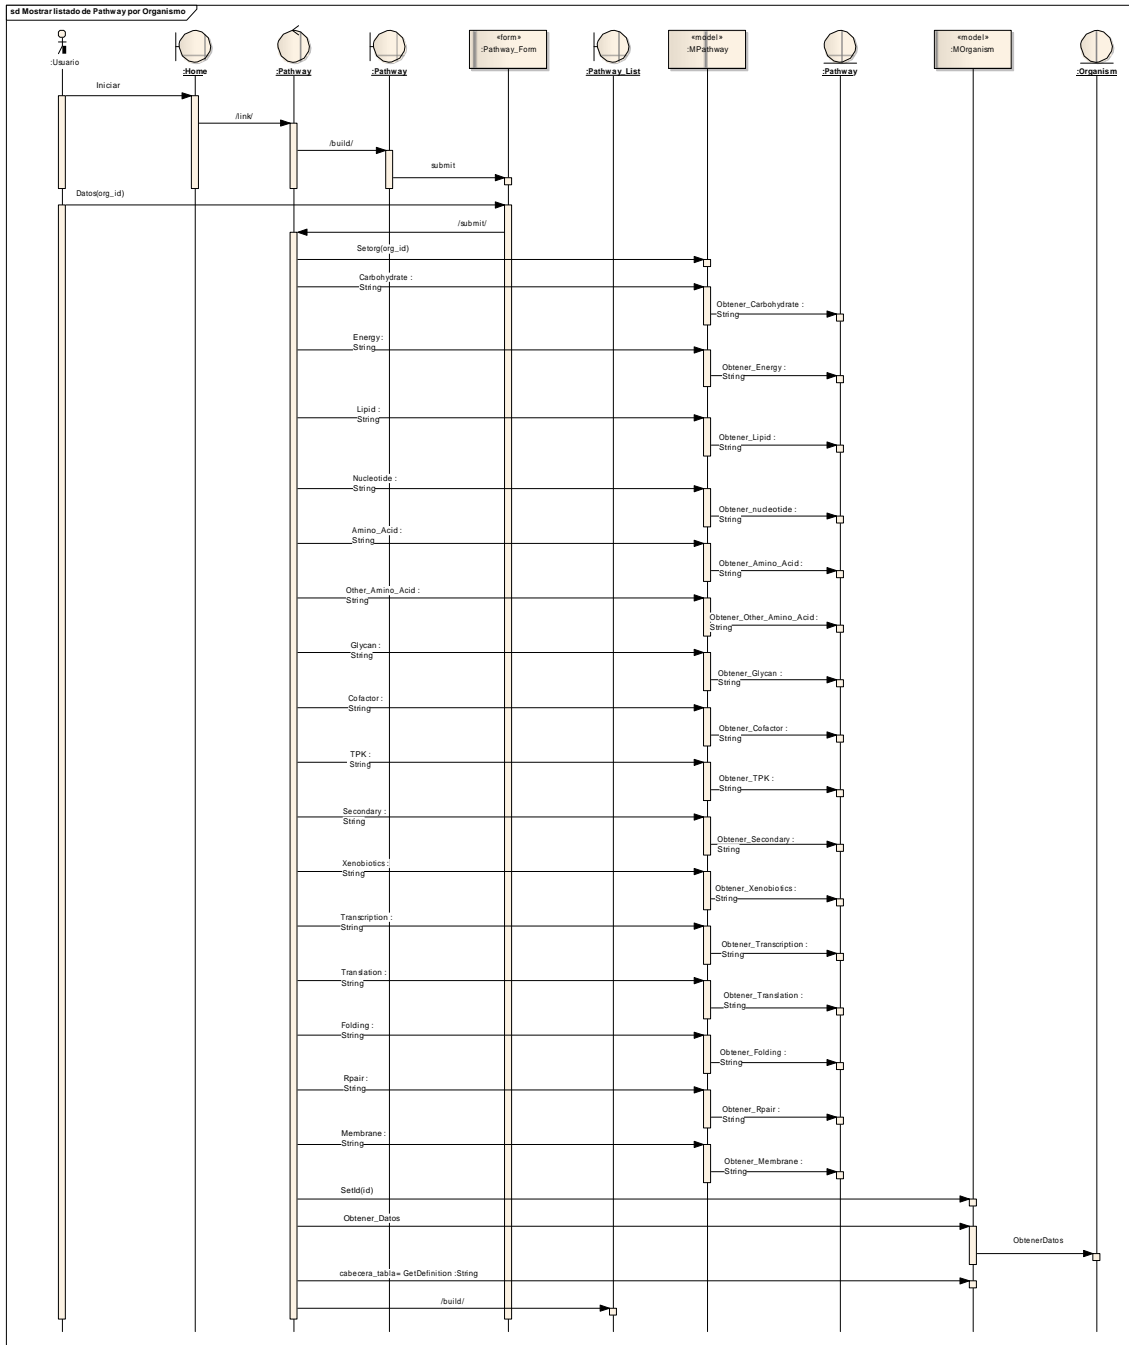 sd Mostrar listado de Pathway por Organismo
:Usuario
:Home
:Pathway
:Pathway
«form»
:Pathway_Form
:Pathway_List
«model»
:MPathway
:Pathway
«model»
:MOrganism
:Organism
Iniciar
/link/
/build/
submit
Datos(org_id)
/submit/
Setorg(org_id)
Carbohydrate :
String
Obtener_Carbohydrate :
String
Energy :
String
Obtener_Energy :
String
Lipid :
String
Obtener_Lipid :
String
Nucleotide :
String
Obtener_nucleotide :
String
Amino_Acid :
String
Obtener_Amino_Acid :
String
Other_Amino_Acid :
String
Obtener_Other_Amino_Acid :
String
Glycan :
String
Obtener_Glycan :
String
Cofactor :
String
Obtener_Cofactor :
String
TPK :
String
Obtener_TPK :
String
Secondary :
String
Obtener_Secondary :
String
Xenobiotics :
String
Obtener_Xenobiotics :
String
Transcription :
String
Obtener_Transcription :
String
Translation :
String
Obtener_Translation :
String
Folding :
String
Obtener_Folding :
String
Rpair :
String
Obtener_Rpair :
String
Membrane :
String
Obtener_Membrane :
String
SetId(id)
Obtener_Datos
ObtenerDatos
cabecera_tabla= GetDefinition :String
/build/